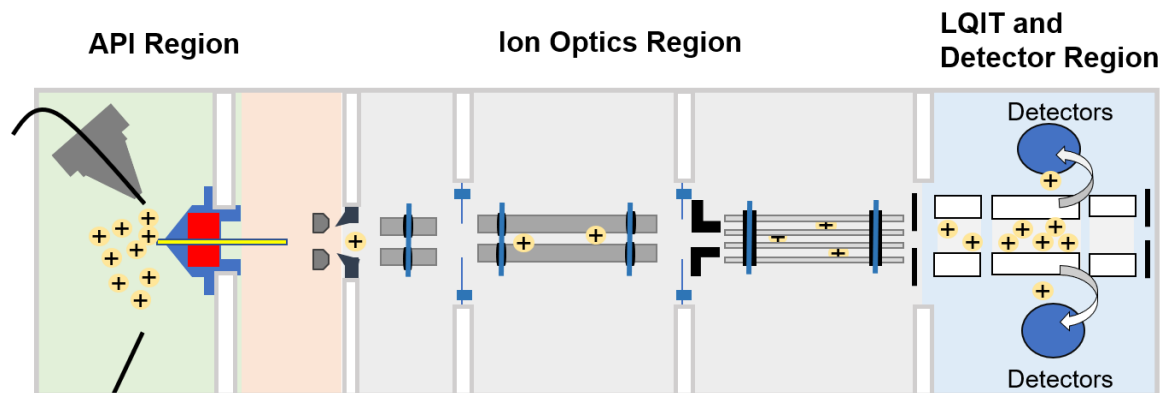 API Region
Ion Optics Region
LQIT and
Detector Region
Detectors
+ + + + + + + + +
+ + + + + +
+ + + + + + + +
+ +
Detectors